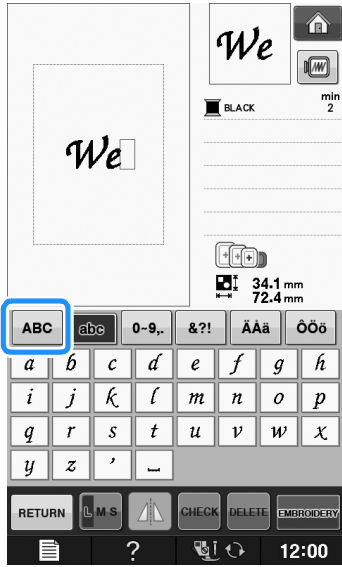 We
We
min
BLACK 2
34.1 mm
72.4 mm
ABC abc 0~9,. &?! ÄÅä ÔÖö
a b c d e f g h
i j k l m n o p
q r s t u v w x
y z ’ ⎵
RETURN L M S CHECK DELETE EMBROIDERY
? 12:00